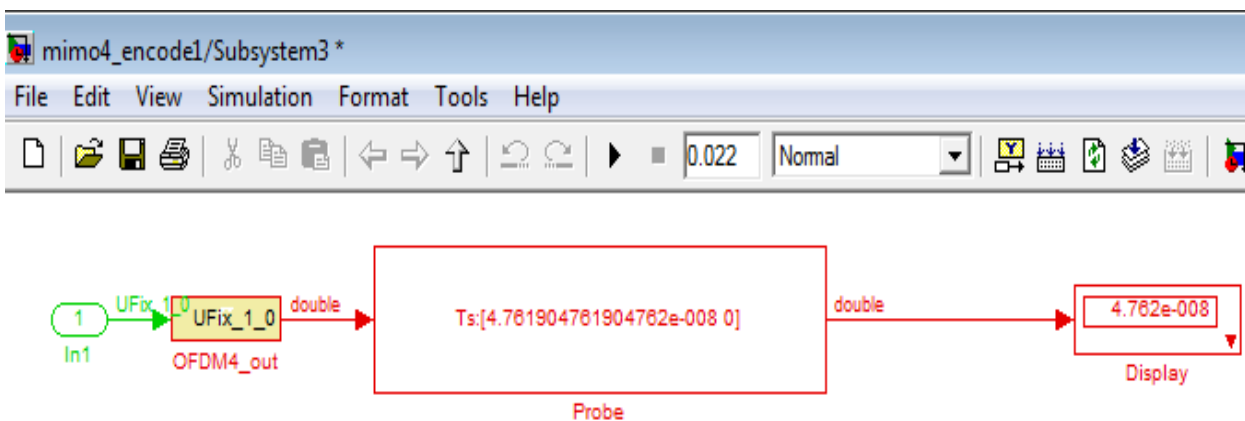 mimo4_encode1/Subsystem3 *
File Edit View Simulation Format Tools Help
0.022 Normal
1
In1
UFix_1_0
UFix_1_0
OFDM4_out
double
Ts:[4.761904761904762e-008 0]
Probe
double
4.762e-008
Display